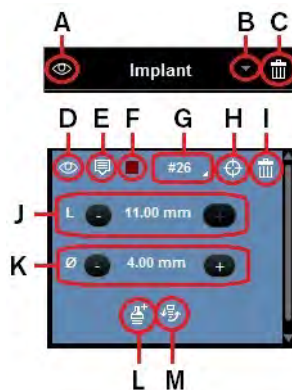 A B C
Implant
D E F G H I
#26
J L - 11.00 mm +
K Ø - 4.00 mm +
L M